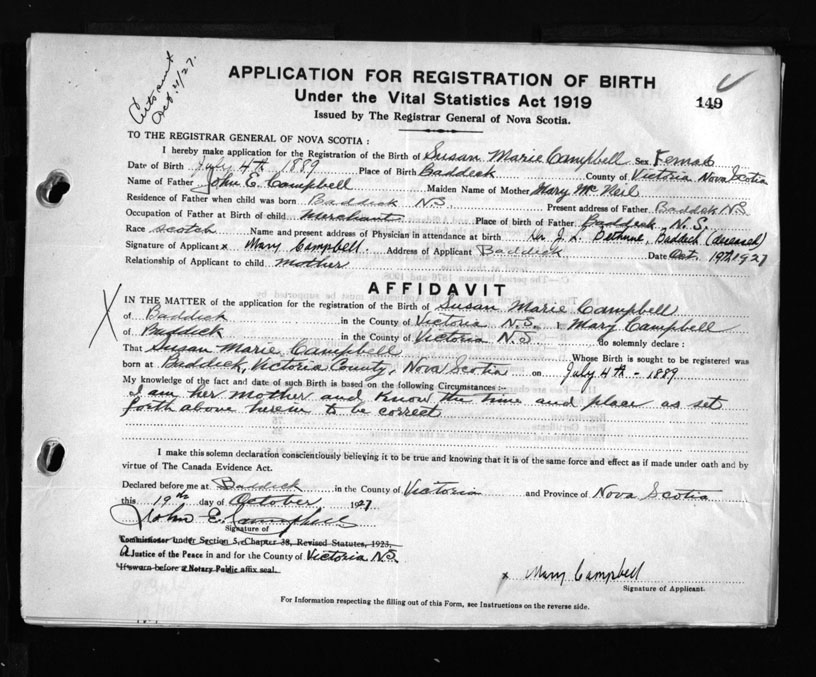 Certs sent
Oct. 4/27.
APPLICATION FOR REGISTRATION OF BIRTH
Under the Vital Statistics Act 1919
149
Issued by The Registrar General of Nova Scotia.
TO THE REGISTRAR GENERAL OF NOVA SCOTIA :
I hereby make application for the Registration of the Birth of Susan Marie Campbell Sex Female
Date of Birth July 4th 1889 Place of Birth Baddeck County of Victoria Nova Scotia
Name of Father John E. Campbell Maiden Name of Mother Mary Mc Neil
Residence of Father when child was born Baddick N.S. Present address of Father Baddeck N.S.
Occupation of Father at Birth of child Merchant Place of birth of Father Baddeck, N.S.
Race Scotch Name and present address of Physician in attendance at birth Dr. J. L. Bethune, Baddeck (deceased)
Signature of Applicant x Mary Campbell. Address of Applicant Baddick Date Oct. 19th 1927
Relationship of Applicant to child mother
AFFIDAVIT
IN THE MATTER of the application for the registration of the Birth of Susan Marie Campbell
of Baddick in the County of Victoria N.S. I Mary Campbell
of Baddick in the County of Victoria N.S do solemnly declare :
That Susan Marie Campbell Whose Birth is sought to be registered was
born at Baddick, Victoria County, Nova Scotia on July 4th - 1889
My knowledge of the fact and date of such Birth is based on the following Circumstances :-
I am her mother and know the time and place as set
forth above herein to be correct
I make this solemn declaration conscientiously believing it to be true and knowing that it is of the same force and effect as if made under oath and by
virtue of The Canada Evidence Act.
Declared before me at Baddick in the County of Victoria and Province of Nova Scotia
this 19th day of October 1927
John E. Campbell
Signature of
Commissioner under Section 5, Chapter 38, Revised Statutes, 1923,
A Justice of the Peace in and for the County of Victoria N.S.
If sworn before a Notary Public affix seal.
x Mary Campbell
Signature of Applicant.
For Information respecting the filling out of this Form, see Instructions on the reverse side.